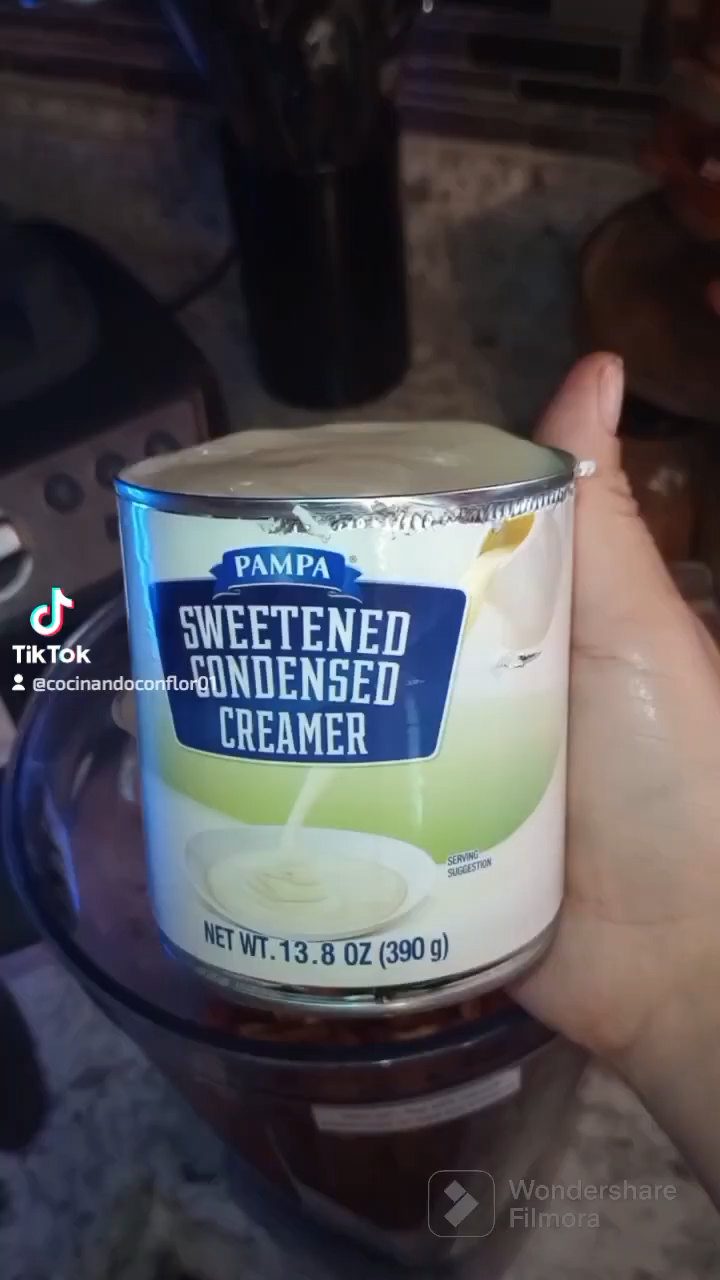 PAMPA®
SWEETENED
CONDENSED
CREAMER
TikTok
@cocinandoconflor01
SERVING
SUGGESTION
NET WT. 13.8 OZ (390 g)
Wondershare
Filmora